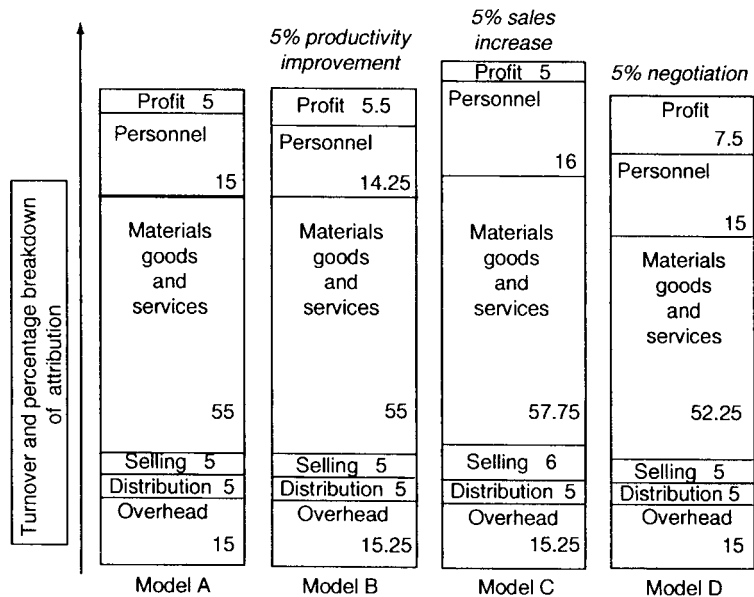 Turnover and percentage breakdown
of attribution
Profit 5
Personnel
15
Materials
goods
and
services
55
Selling 5
Distribution 5
Overhead
15
Model A
5% productivity
improvement
Profit 5.5
Personnel
14.25
Materials
goods
and
services
55
Selling 5
Distribution 5
Overhead
15.25
Model B
5% sales
increase
Profit 5
Personnel
16
Materials
goods
and
services
57.75
Selling 6
Distribution 5
Overhead
15.25
Model C
5% negotiation
Profit
7.5
Personnel
15
Materials
goods
and
services
52.25
Selling 5
Distribution 5
Overhead
15
Model D